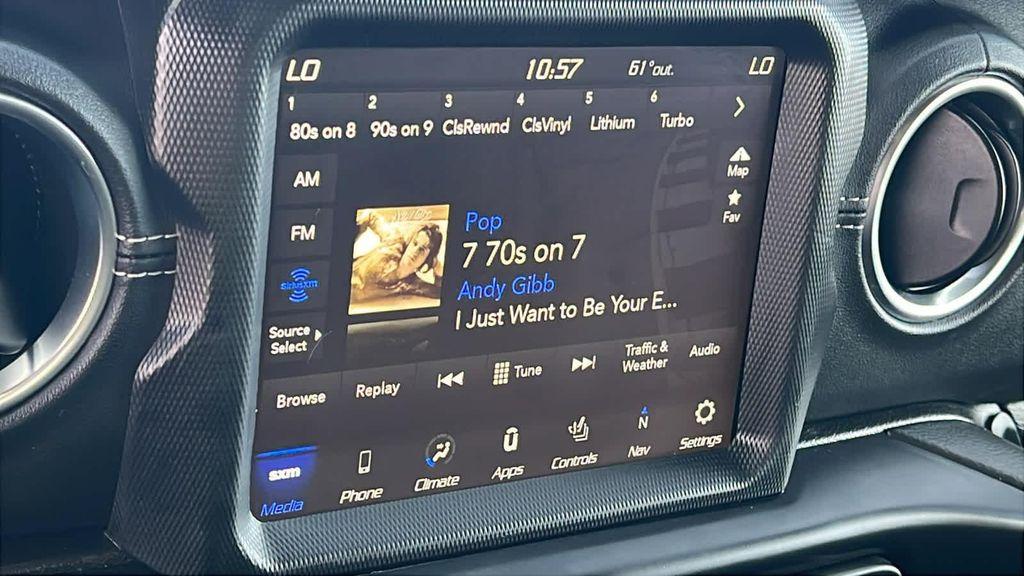 LO 10:57 61°out. LO
1 2 3 4 5 6
80s on 8 90s on 9 ClsRewnd ClsVinyl Lithium Turbo
AM
Map
Fav
FM
Pop
7 70s on 7
siriusxm
Andy Gibb
I Just Want to Be Your E...
Source
Select
Browse Replay Tune
Traffic &
Weather
Audio
sxm
Media
Phone
Climate
Apps
Controls
N
Nav
Settings